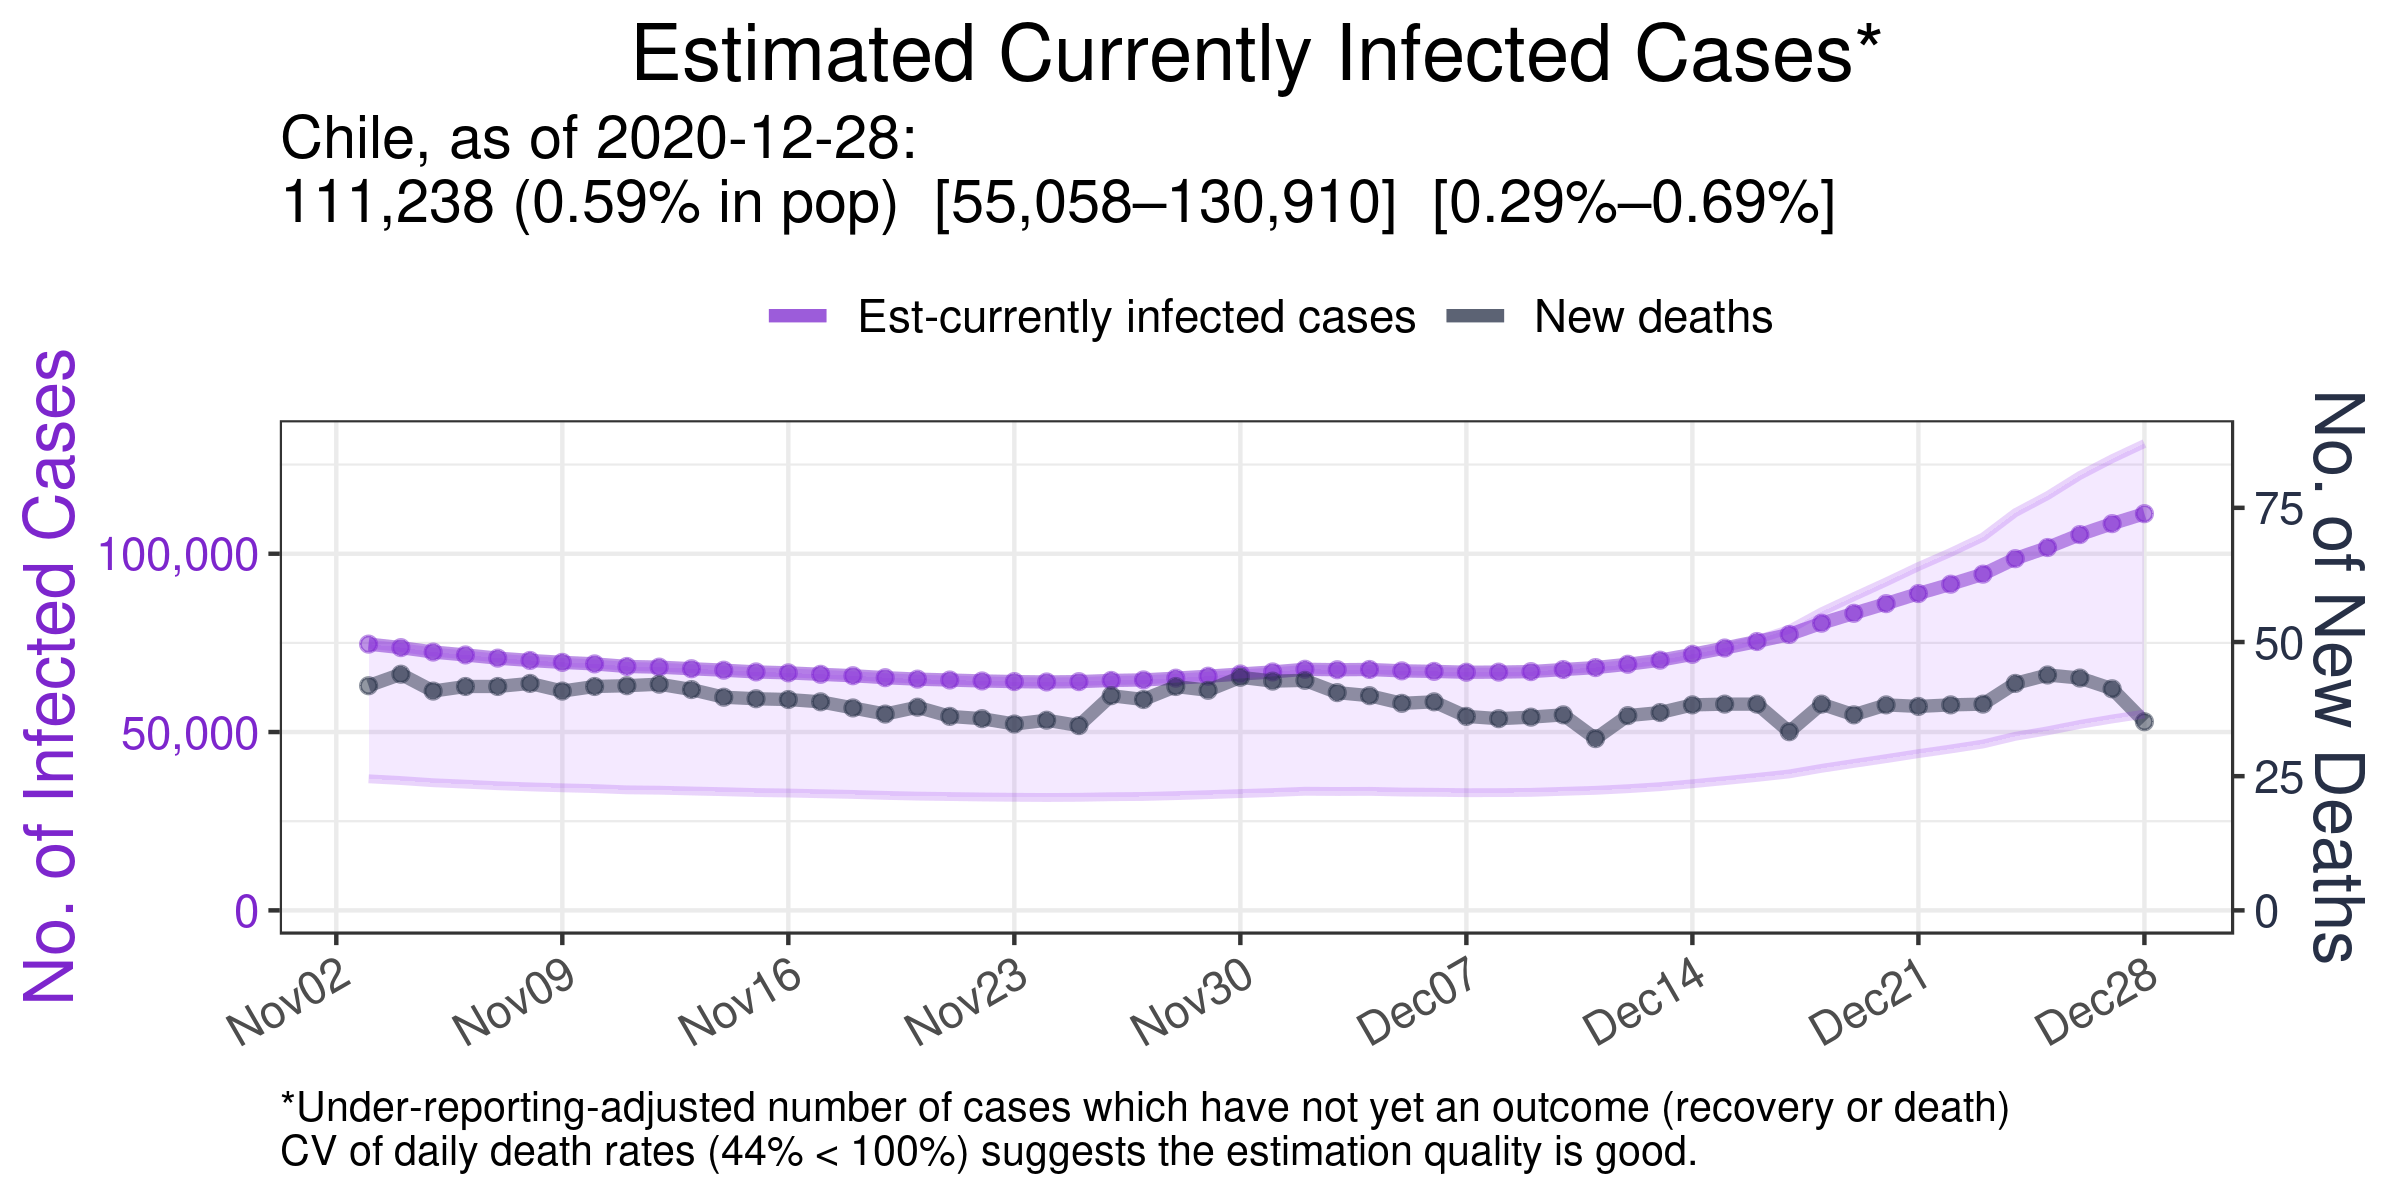 Estimated Currently Infected Cases*
Chile, as of 2020-12-28:
111,238 (0.59% in pop) [55,058–130,910] [0.29%–0.69%]
Est-currently infected cases
New deaths
No. of Infected Cases
100,000
50,000
0
No. of New Deaths
75
50
25
0
Nov02
Nov09
Nov16
Nov23
Nov30
Dec07
Dec14
Dec21
Dec28
*Under-reporting-adjusted number of cases which have not yet an outcome (recovery or death)
CV of daily death rates (44% < 100%) suggests the estimation quality is good.